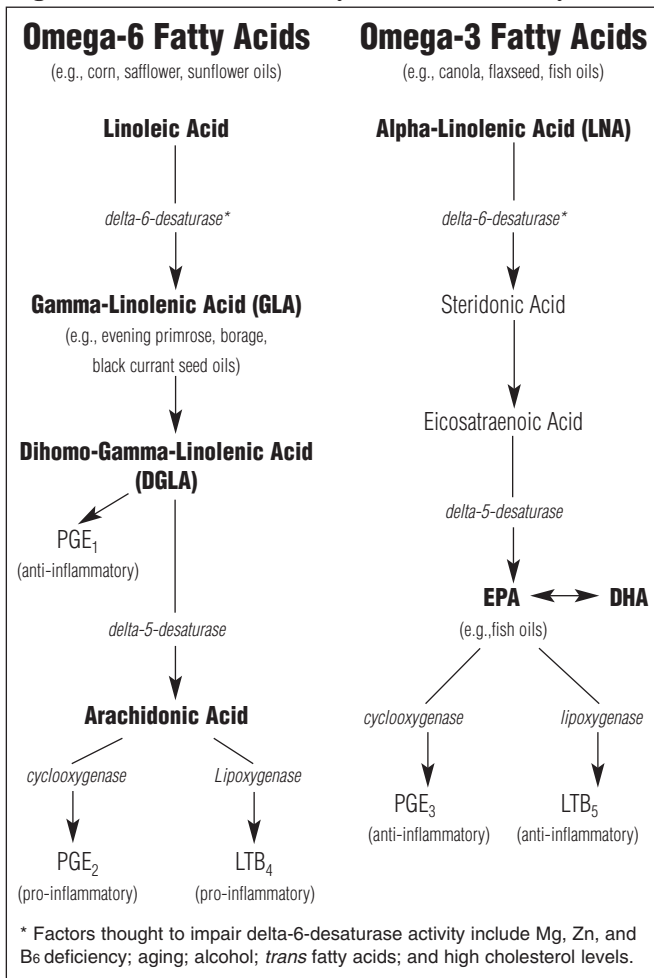 Omega-6 Fatty Acids
(e.g., corn, safflower, sunflower oils)
Linoleic Acid
delta-6-desaturase*
Gamma-Linolenic Acid (GLA)
(e.g., evening primrose, borage,
black currant seed oils)
Dihomo-Gamma-Linolenic Acid
(DGLA)
PGE1
(anti-inflammatory)
delta-5-desaturase
Arachidonic Acid
cyclooxygenase
Lipoxygenase
PGE2
(pro-inflammatory)
LTB4
(pro-inflammatory)
Omega-3 Fatty Acids
(e.g., canola, flaxseed, fish oils)
Alpha-Linolenic Acid (LNA)
delta-6-desaturase*
Steridonic Acid
Eicosatraenoic Acid
delta-5-desaturase
EPA
DHA
(e.g.,fish oils)
cyclooxygenase
lipoxygenase
PGE3
(anti-inflammatory)
LTB5
(anti-inflammatory)
* Factors thought to impair delta-6-desaturase activity include Mg, Zn, and
B6 deficiency; aging; alcohol; trans fatty acids; and high cholesterol levels.